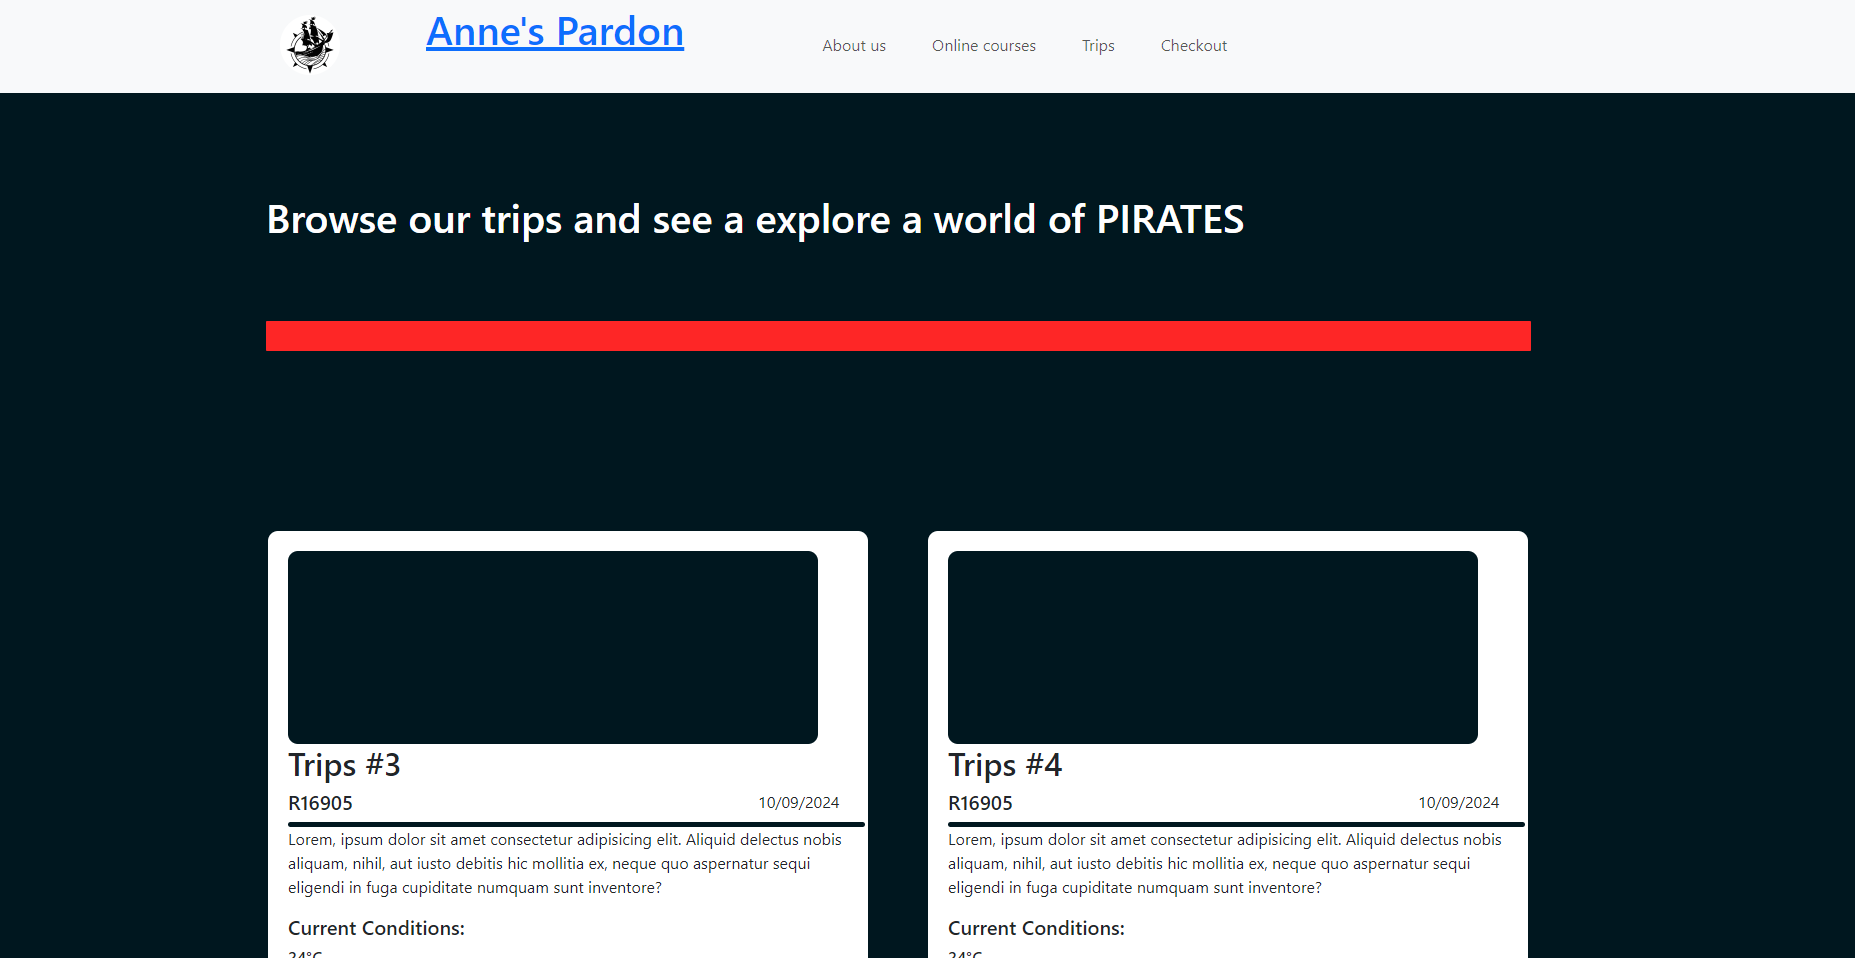 Anne's Pardon
About us Online courses Trips Checkout
Browse our trips and see a explore a world of PIRATES
Trips #3
R16905 10/09/2024
Lorem, ipsum dolor sit amet consectetur adipisicing elit. Aliquid delectus nobis
aliquam, nihil, aut iusto debitis hic mollitia ex, neque quo aspernatur sequi
eligendi in fuga cupiditate numquam sunt inventore?
Current Conditions:
24°C
Trips #4
R16905 10/09/2024
Lorem, ipsum dolor sit amet consectetur adipisicing elit. Aliquid delectus nobis
aliquam, nihil, aut iusto debitis hic mollitia ex, neque quo aspernatur sequi
eligendi in fuga cupiditate numquam sunt inventore?
Current Conditions:
24°C